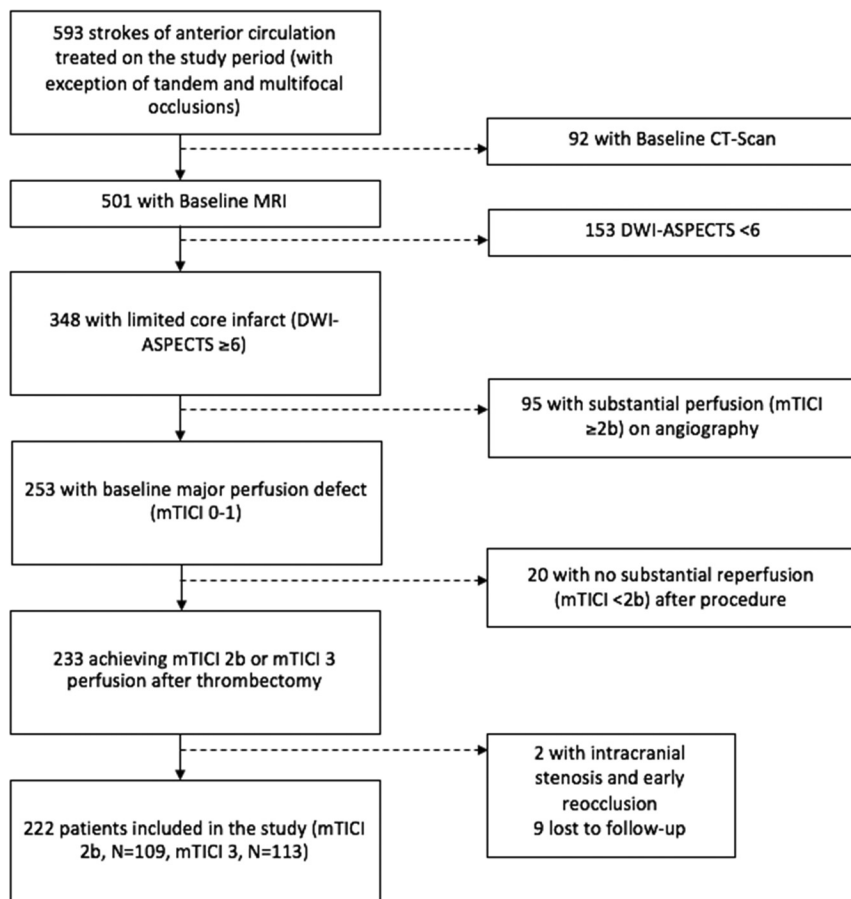 593 strokes of anterior circulation
treated on the study period (with
exception of tandem and multifocal
occlusions)
92 with Baseline CT-Scan
501 with Baseline MRI
153 DWI-ASPECTS <6
348 with limited core infarct (DWI-
ASPECTS ≥6)
95 with substantial perfusion (mTICI
≥2b) on angiography
253 with baseline major perfusion defect
(mTICI 0-1)
20 with no substantial reperfusion
(mTICI <2b) after procedure
233 achieving mTICI 2b or mTICI 3
perfusion after thrombectomy
2 with intracranial
stenosis and early
reocclusion
9 lost to follow-up
222 patients included in the study (mTICI
2b, N=109, mTICI 3, N=113)